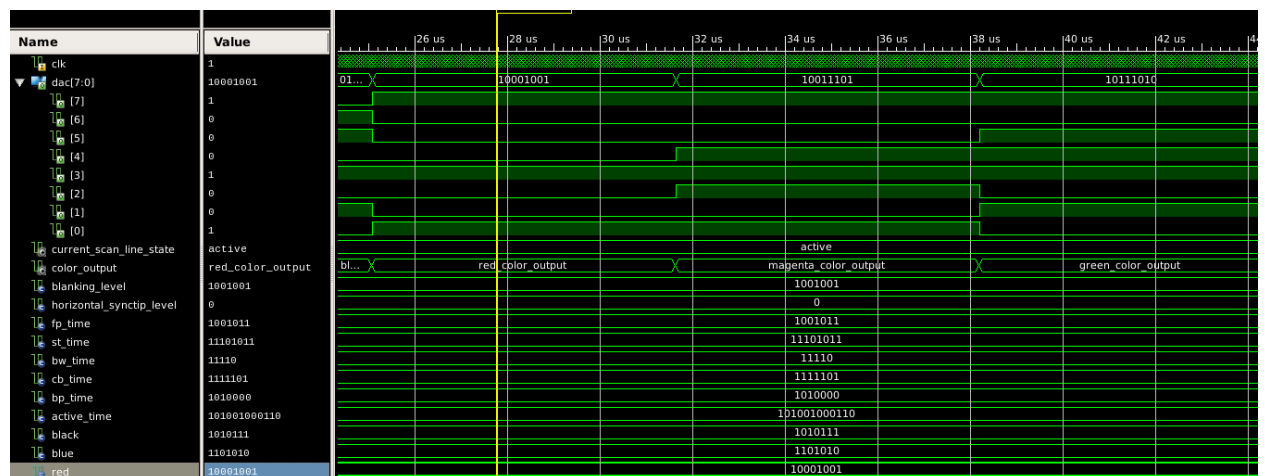 Name Value
26 us 28 us 30 us 32 us 34 us 36 us 38 us 40 us 42 us 44
clk 1
dac[7:0] 10001001 01... 10001001 10011101 10111010
[7] 1
[6] 0
[5] 0
[4] 0
[3] 1
[2] 0
[1] 0
[0] 1
current_scan_line_state active active
color_output red_color_output bl... red_color_output magenta_color_output green_color_output
blanking_level 1001001 1001001
horizontal_synctip_level 0 0
fp_time 1001011 1001011
st_time 11101011 11101011
bw_time 11110 11110
cb_time 1111101 1111101
bp_time 1010000 1010000
active_time 101001000110 101001000110
black 1010111 1010111
blue 1101010 1101010
red 10001001 10001001